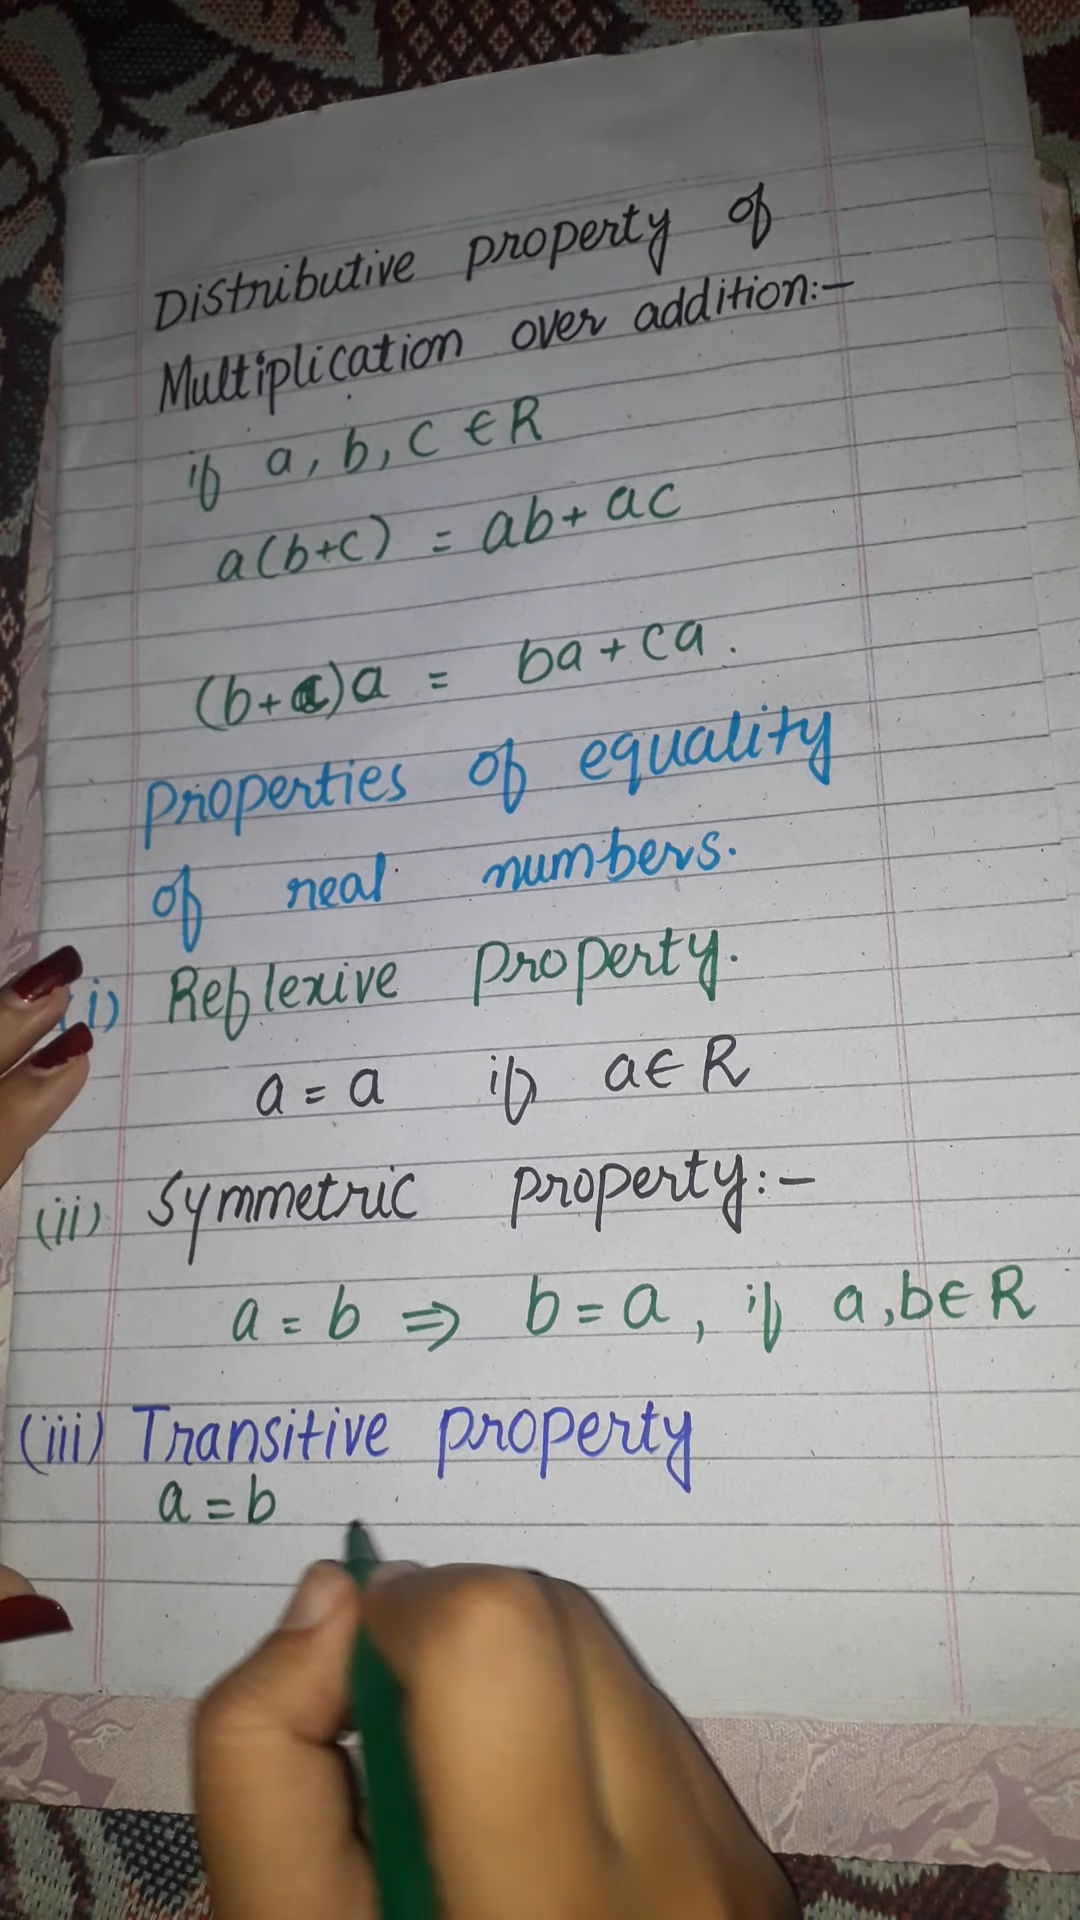 Distributive property of
Multiplication over addition:-
if a, b, c ∈ R
a(b+c) = ab + ac
(b+c)a = ba + ca.
Properties of equality
of real numbers.
(i) Reflexive Property.
a = a if a ∈ R
(ii) Symmetric property:-
a = b ⇒ b = a, if a, b ∈ R
(iii) Transitive property
a = b